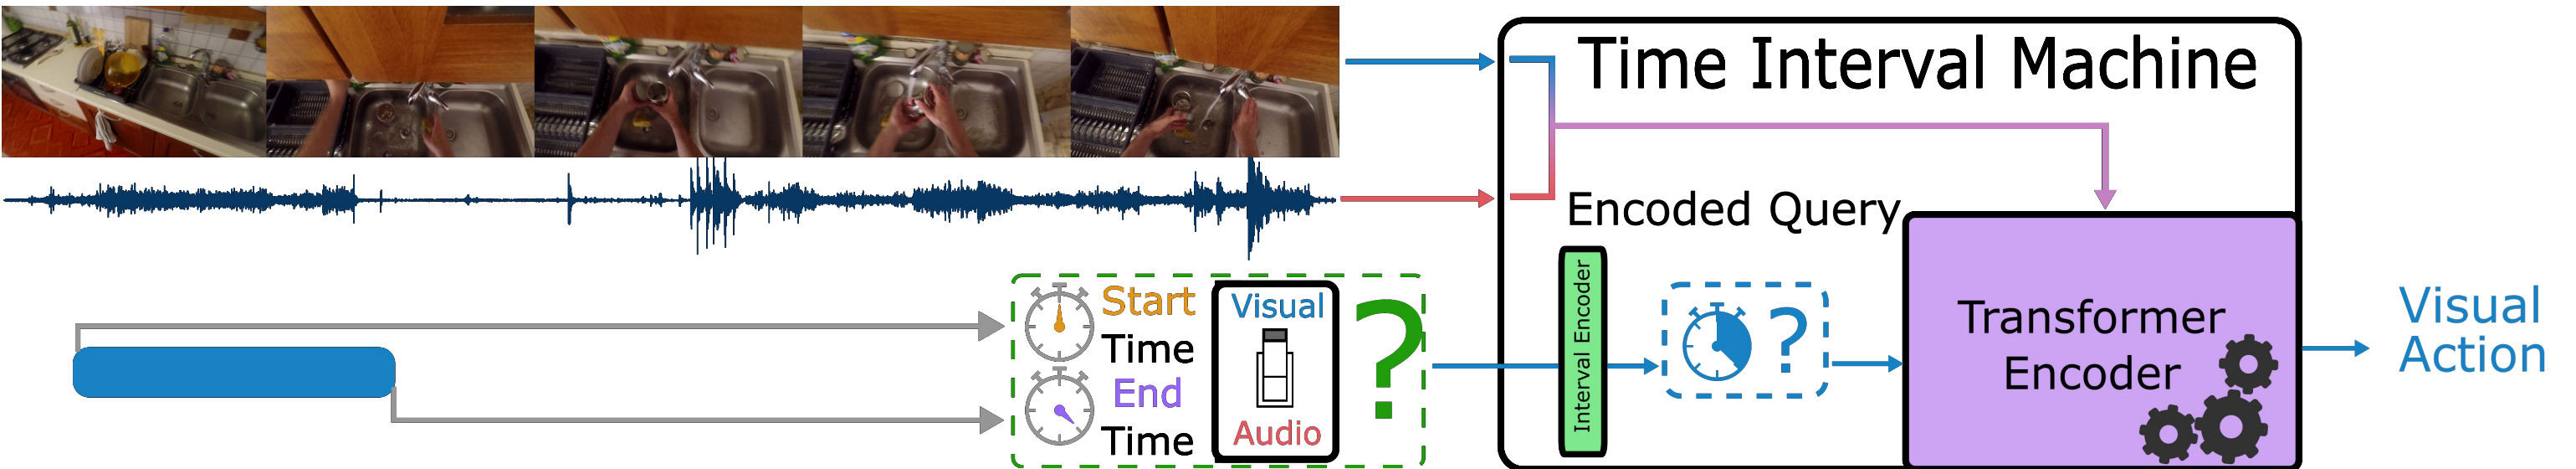 Time Interval Machine
Encoded Query
Start
Time
End
Time
Visual
Audio
?
Interval Encoder
?
Transformer
Encoder
Visual
Action